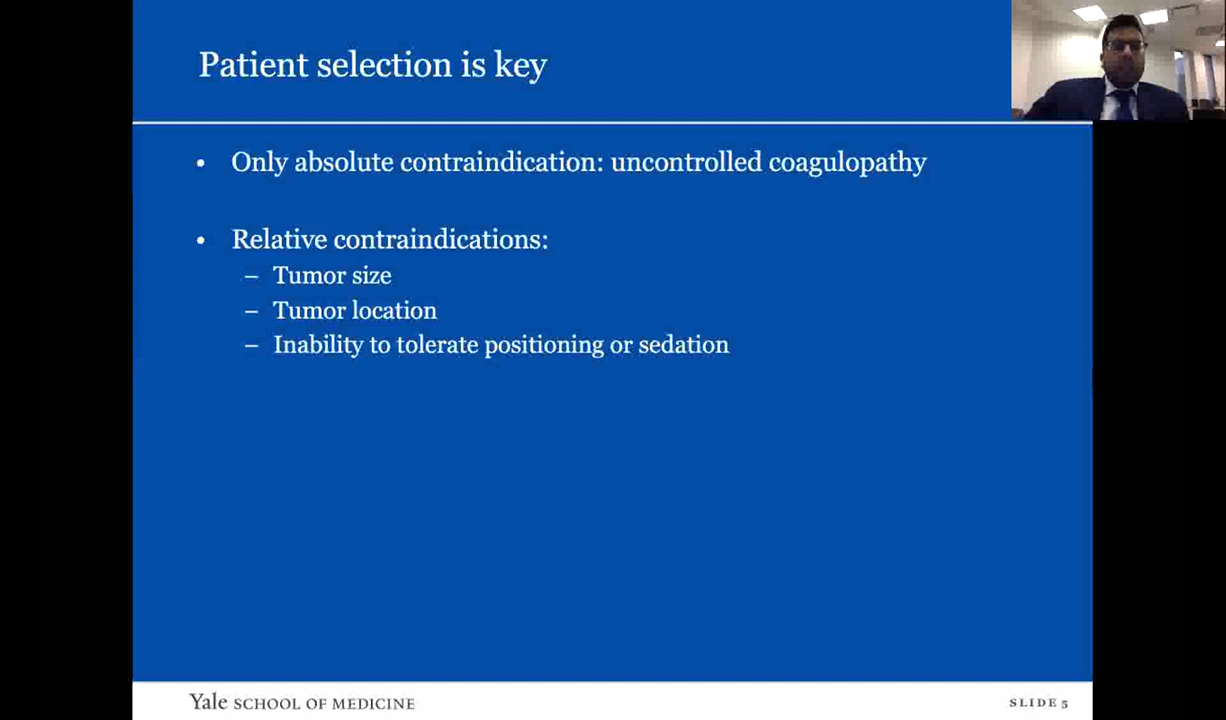 Patient selection is key
• Only absolute contraindication: uncontrolled coagulopathy
• Relative contraindications:
– Tumor size
– Tumor location
– Inability to tolerate positioning or sedation
Yale SCHOOL OF MEDICINE
SLIDE 5